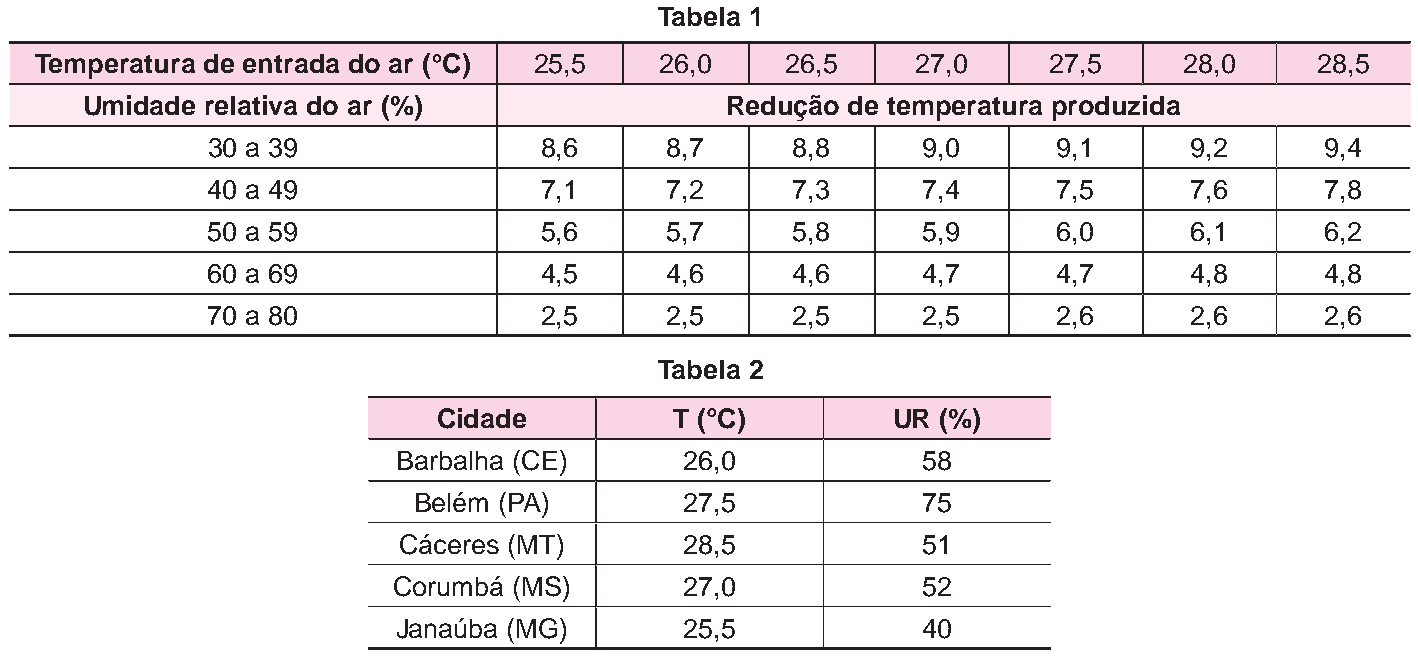 Tabela 1
Temperatura de entrada do ar (°C) 25,5 26,0 26,5 27,0 27,5 28,0 28,5
Umidade relativa do ar (%) Redução de temperatura produzida
30 a 39 8,6 8,7 8,8 9,0 9,1 9,2 9,4
40 a 49 7,1 7,2 7,3 7,4 7,5 7,6 7,8
50 a 59 5,6 5,7 5,8 5,9 6,0 6,1 6,2
60 a 69 4,5 4,6 4,6 4,7 4,7 4,8 4,8
70 a 80 2,5 2,5 2,5 2,5 2,6 2,6 2,6
Tabela 2
Cidade T (°C) UR (%)
Barbalha (CE) 26,0 58
Belém (PA) 27,5 75
Cáceres (MT) 28,5 51
Corumbá (MS) 27,0 52
Janaúba (MG) 25,5 40